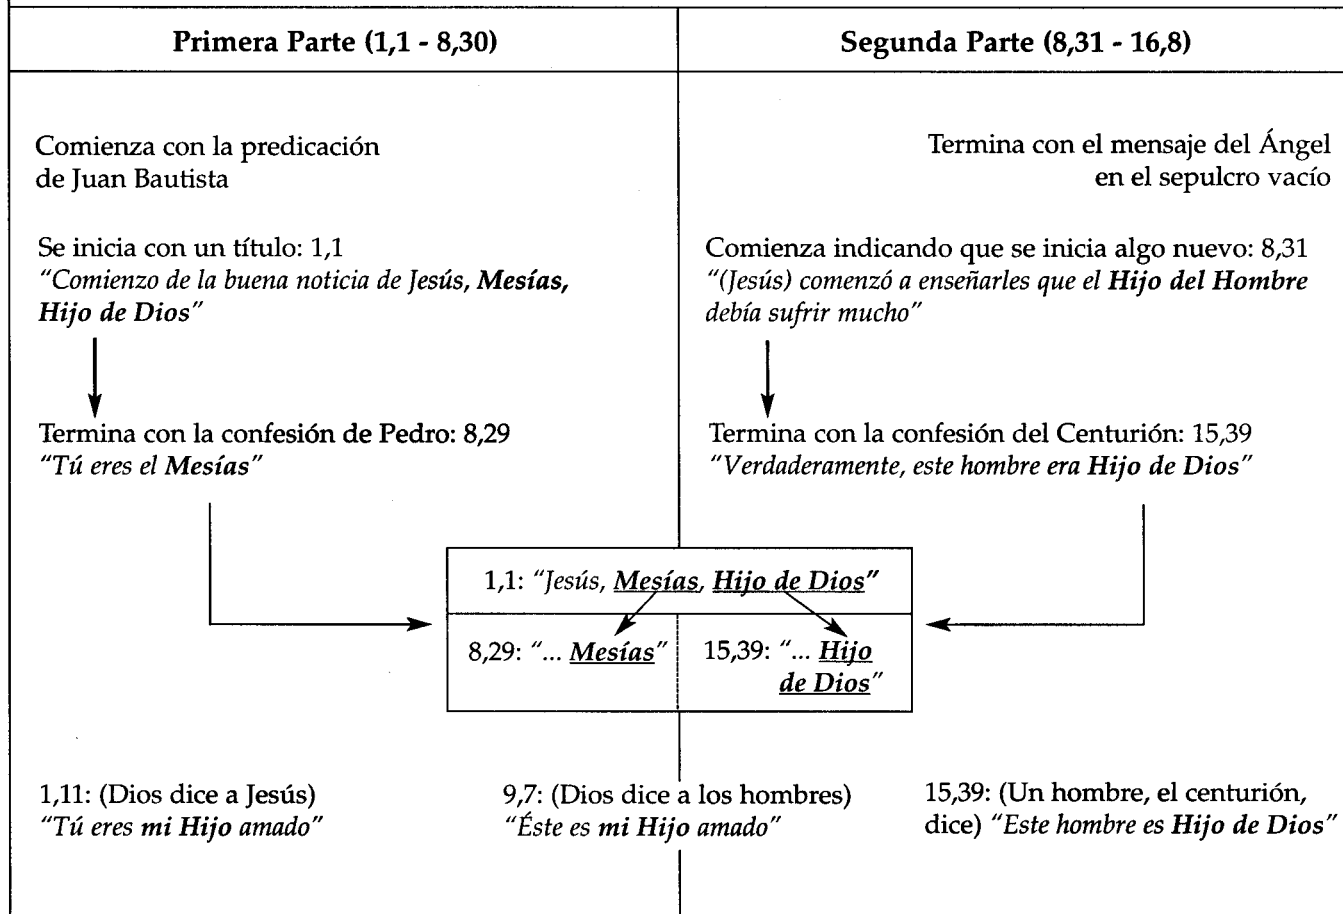 Primera Parte (1,1 - 8,30)
Segunda Parte (8,31 - 16,8)
Comienza con la predicación
de Juan Bautista
Termina con el mensaje del Ángel
en el sepulcro vacío
Se inicia con un título: 1,1
"Comienzo de la buena noticia de Jesús, Mesías,
Hijo de Dios"
Comienza indicando que se inicia algo nuevo: 8,31
"(Jesús) comenzó a enseñarles que el Hijo del Hombre
debía sufrir mucho"
Termina con la confesión de Pedro: 8,29
"Tú eres el Mesías"
Termina con la confesión del Centurión: 15,39
"Verdaderamente, este hombre era Hijo de Dios"
1,1: "Jesús, Mesías, Hijo de Dios"
8,29: "... Mesías"
15,39: "... Hijo
de Dios"
1,11: (Dios dice a Jesús)
"Tú eres mi Hijo amado"
9,7: (Dios dice a los hombres)
"Éste es mi Hijo amado"
15,39: (Un hombre, el centurión,
dice) "Este hombre es Hijo de Dios"